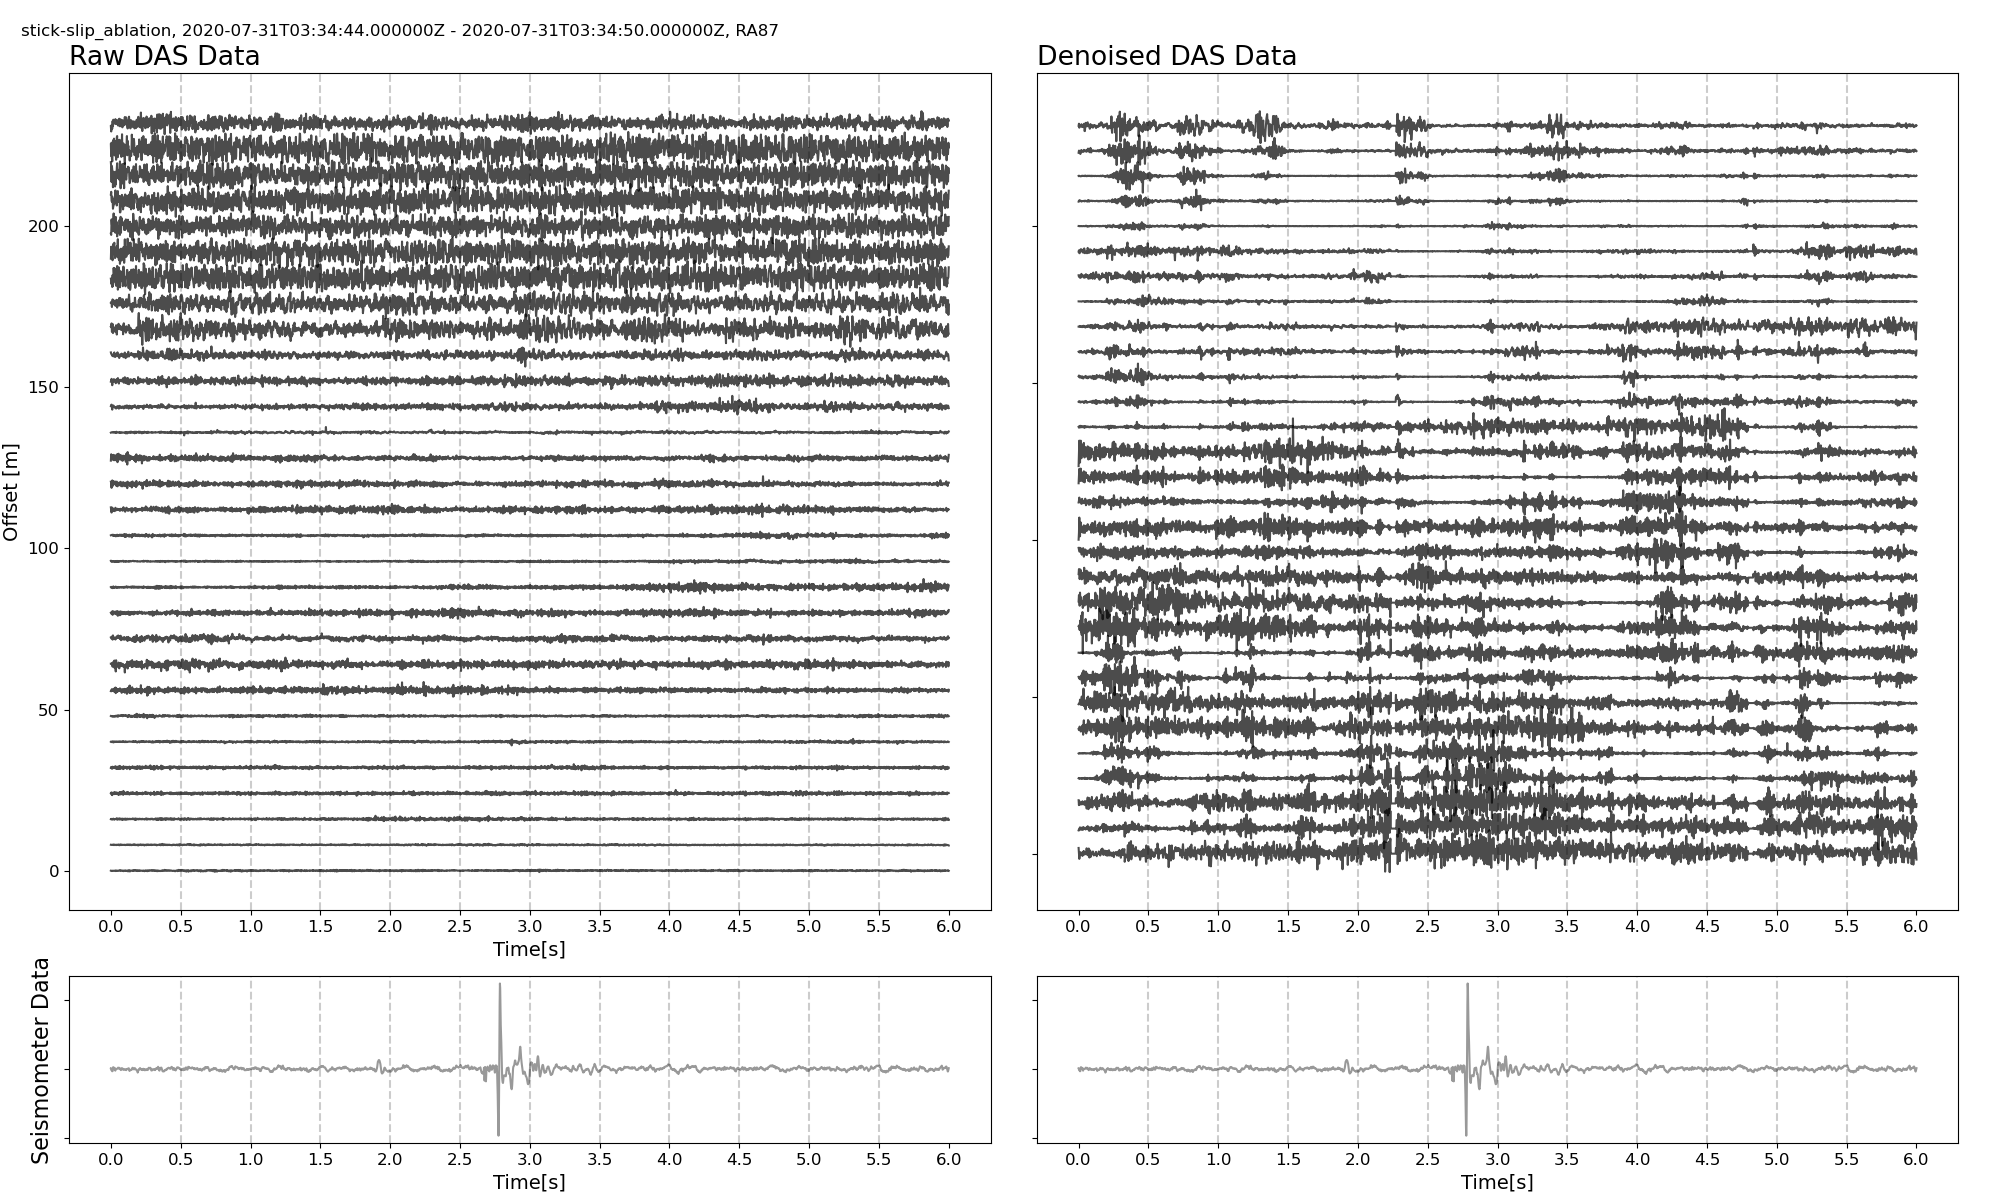 stick-slip_ablation, 2020-07-31T03:34:44.000000Z - 2020-07-31T03:34:50.000000Z, RA87
Raw DAS Data
Denoised DAS Data
Offset [m]
200
150
100
50
0
0.0 0.5 1.0 1.5 2.0 2.5 3.0 3.5 4.0 4.5 5.0 5.5 6.0
Time[s]
0.0 0.5 1.0 1.5 2.0 2.5 3.0 3.5 4.0 4.5 5.0 5.5 6.0
Seismometer Data
0.0 0.5 1.0 1.5 2.0 2.5 3.0 3.5 4.0 4.5 5.0 5.5 6.0
Time[s]
0.0 0.5 1.0 1.5 2.0 2.5 3.0 3.5 4.0 4.5 5.0 5.5 6.0
Time[s]